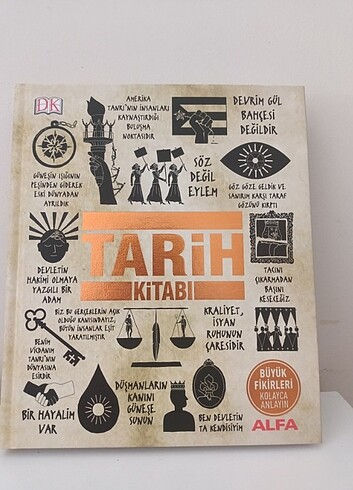 DK
AMERİKA
TANRI'NIN İNSANLARI
KAYNAŞTIRDIĞI
BULUŞMA
NOKTASIDIR
DEVRİM GÜL
BAHÇESİ
DEĞİLDİR
GÜNEŞİN IŞIĞININ
PEŞİNDEN GİDEREK
ESKİ DÜNYADAN
AYRILDIK
SÖZ
DEĞİL
EYLEM
GÖZ GÖZE GELDİK VE
SANIRIM KARŞI TARAF
GÖZÜNÜ KIRPTI
TARİH
KİTABI
DEVLETİN
HAKİMİ OLMAYA
YAZGILI BİR
ADAM
TACINI
ÇIKARMADAN
BAŞINI
KESECEĞİZ
BİZ BU GERÇEKLERİN AÇIK
OLDUĞU KANISINDAYIZ,
BÜTÜN İNSANLAR EŞİT
YARATILMIŞTIR
KRALİYET,
İSYAN
RUHUNUN
ÇARESİDİR
BENİM
VİCDANIM
TANRI'NIN
DÜNYASINA
ESİRDİR
BİR HAYALİM
VAR
DÜŞMANLARIN
KANINI
GÜNEŞE
SUNUN
BEN DEVLETİN
TA KENDİSİYİM
BÜYÜK
FİKİRLERİ
KOLAYCA
ANLAYIN
ALFA